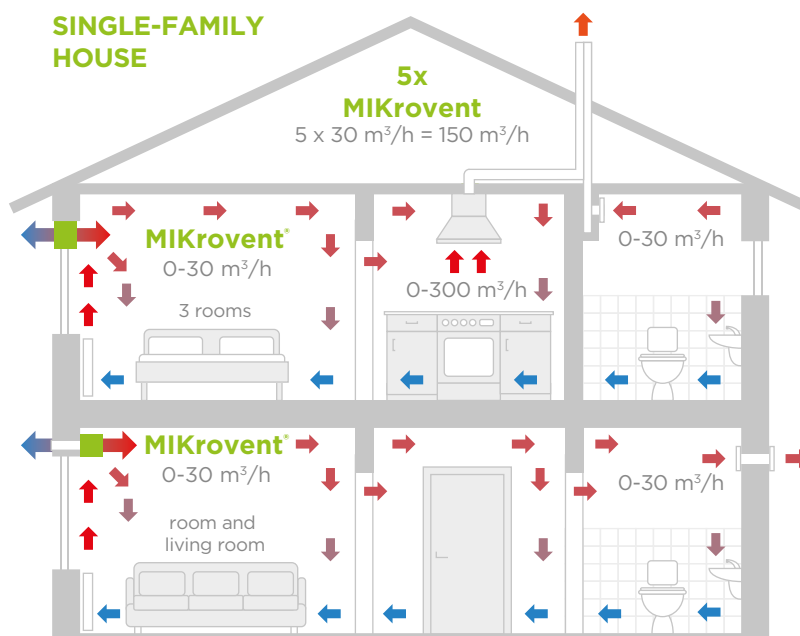 SINGLE-FAMILY
HOUSE
5x
MIKrovent
5 x 30 m³/h = 150 m³/h
MIKrovent®
0-30 m³/h
3 rooms
0-300 m³/h
0-30 m³/h
MIKrovent®
0-30 m³/h
room and
living room
0-30 m³/h